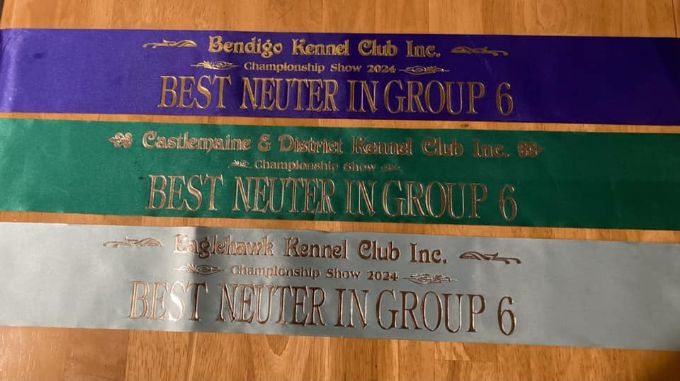 Bendigo Kennel Club Inc.
Championship Show 2024
BEST NEUTER IN GROUP 6
Castlemaine & District Kennel Club Inc.
Championship Show
BEST NEUTER IN GROUP 6
Eaglehawk Kennel Club Inc.
Championship Show 2024
BEST NEUTER IN GROUP 6